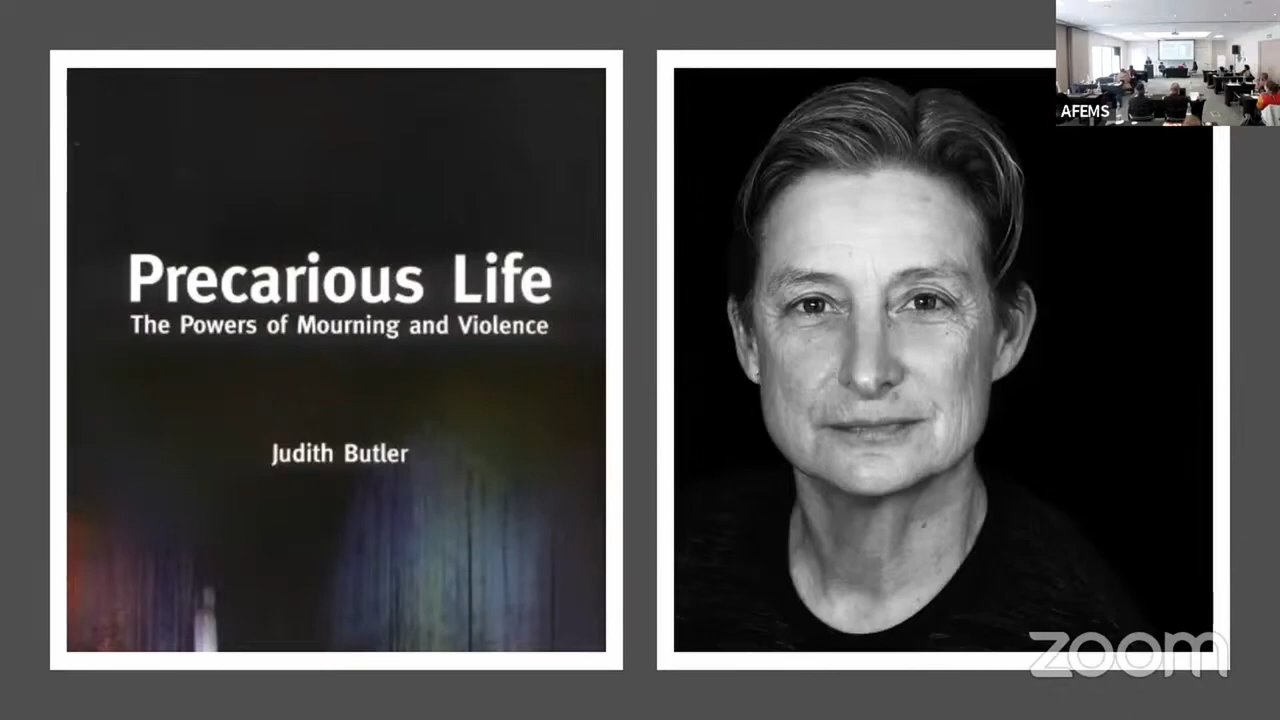 Precarious Life
The Powers of Mourning and Violence
Judith Butler
AFEMS
zoom